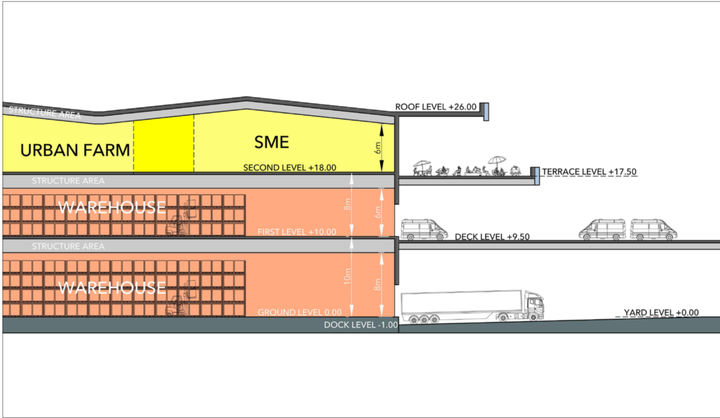 ROOF LEVEL +26.00
STRUCTURE AREA
URBAN FARM
SME
6m
SECOND LEVEL +18.00
TERRACE LEVEL +17.50
STRUCTURE AREA
WAREHOUSE
8m
6m
FIRST LEVEL +10.00
DECK LEVEL +9.50
STRUCTURE AREA
WAREHOUSE
10m
8m
GROUND LEVEL 0.00
YARD LEVEL +0.00
DOCK LEVEL -1.00